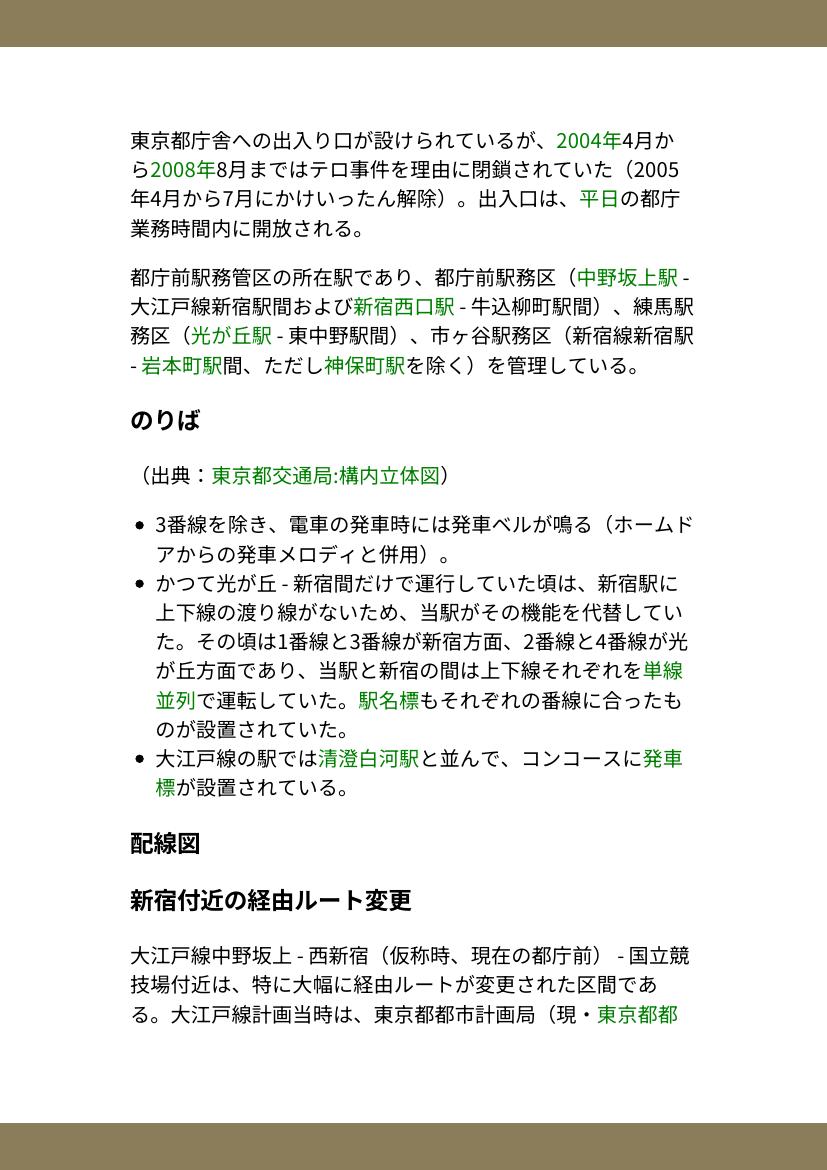 東京都庁舎への出入り口が設けられているが、2004年4月か
ら2008年8月まではテロ事件を理由に閉鎖されていた（2005
年4月から7月にかけいったん解除）。出入口は、平日の都庁
業務時間内に開放される。
都庁前駅務管区の所在駅であり、都庁前駅務区（中野坂上駅 -
大江戸線新宿駅間および新宿西口駅 - 牛込柳町駅間）、練馬駅
務区（光が丘駅 - 東中野駅間）、市ヶ谷駅務区（新宿線新宿駅
- 岩本町駅間、ただし神保町駅を除く）を管理している。
のりば
（出典：東京都交通局:構内立体図）
• 3番線を除き、電車の発車時には発車ベルが鳴る（ホームド
アからの発車メロディと併用）。
• かつて光が丘 - 新宿間だけで運行していた頃は、新宿駅に
上下線の渡り線がないため、当駅がその機能を代替してい
た。その頃は1番線と3番線が新宿方面、2番線と4番線が光
が丘方面であり、当駅と新宿の間は上下線それぞれを単線
並列で運転していた。駅名標もそれぞれの番線に合ったも
のが設置されていた。
• 大江戸線の駅では清澄白河駅と並んで、コンコースに発車
標が設置されている。
配線図
新宿付近の経由ルート変更
大江戸線中野坂上 - 西新宿（仮称時、現在の都庁前） - 国立競
技場付近は、特に大幅に経由ルートが変更された区間であ
る。大江戸線計画当時は、東京都都市計画局（現・東京都都